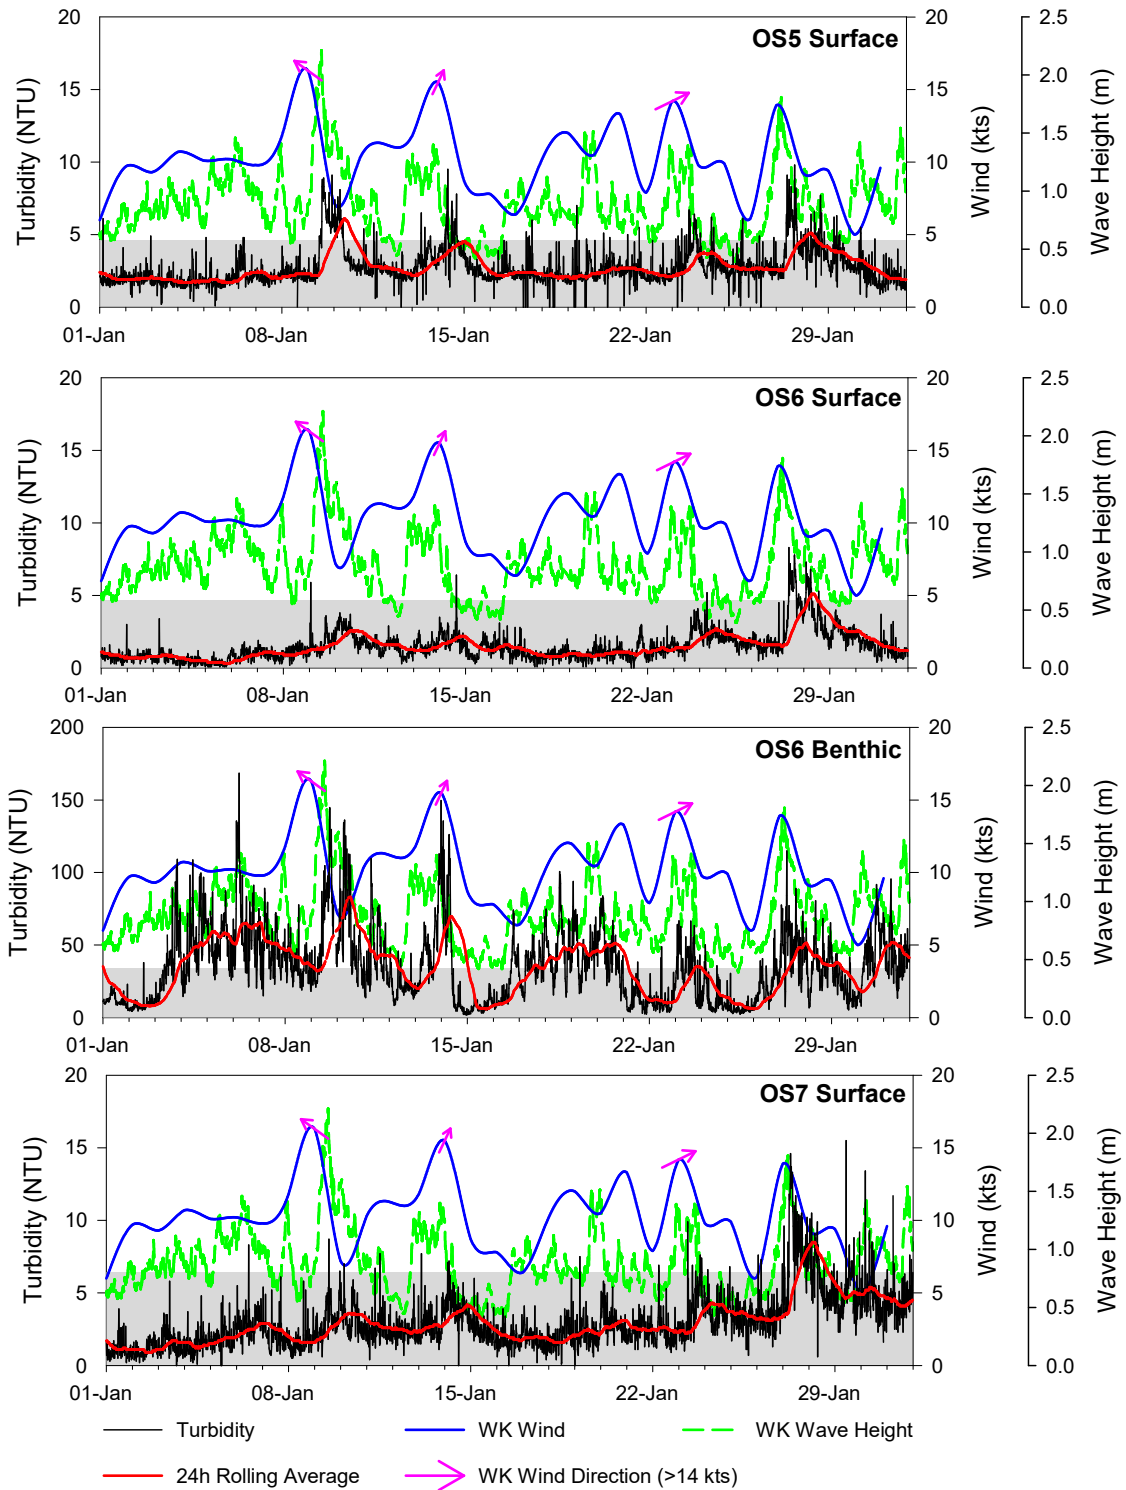 OS5 Surface
Turbidity (NTU)
20
15
10
5
0
01-Jan 08-Jan 15-Jan 22-Jan 29-Jan
20
15
10
5
0
Wind (kts)
2.5
2.0
1.5
1.0
0.5
0.0
Wave Height (m)
OS6 Surface
Turbidity (NTU)
20
15
10
5
0
01-Jan 08-Jan 15-Jan 22-Jan 29-Jan
20
15
10
5
0
Wind (kts)
2.5
2.0
1.5
1.0
0.5
0.0
Wave Height (m)
OS6 Benthic
Turbidity (NTU)
200
150
100
50
0
01-Jan 08-Jan 15-Jan 22-Jan 29-Jan
20
15
10
5
0
Wind (kts)
2.5
2.0
1.5
1.0
0.5
0.0
Wave Height (m)
OS7 Surface
Turbidity (NTU)
20
15
10
5
0
01-Jan 08-Jan 15-Jan 22-Jan 29-Jan
20
15
10
5
0
Wind (kts)
2.5
2.0
1.5
1.0
0.5
0.0
Wave Height (m)
Turbidity WK Wind WK Wave Height
24h Rolling Average WK Wind Direction (>14 kts)